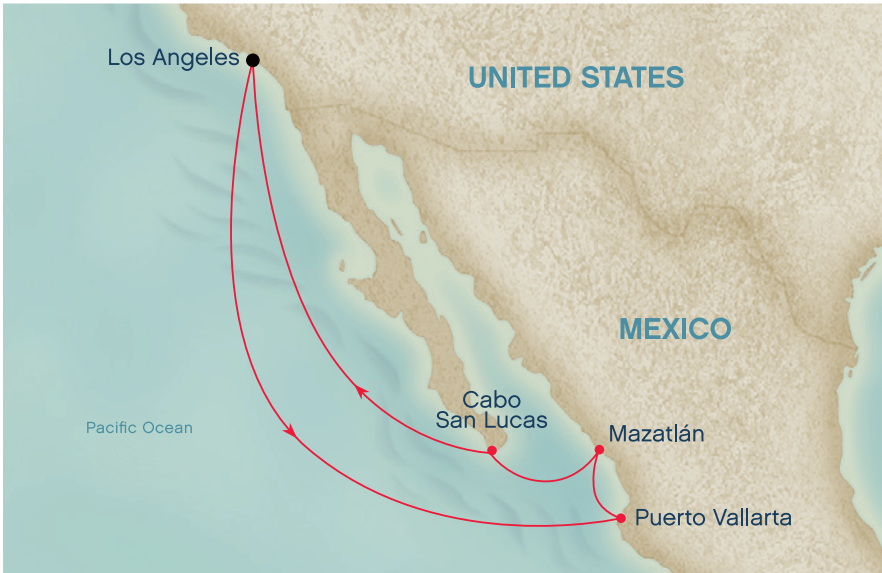 Los Angeles
UNITED STATES
MEXICO
Cabo
San Lucas
Pacific Ocean
Mazatlán
Puerto Vallarta